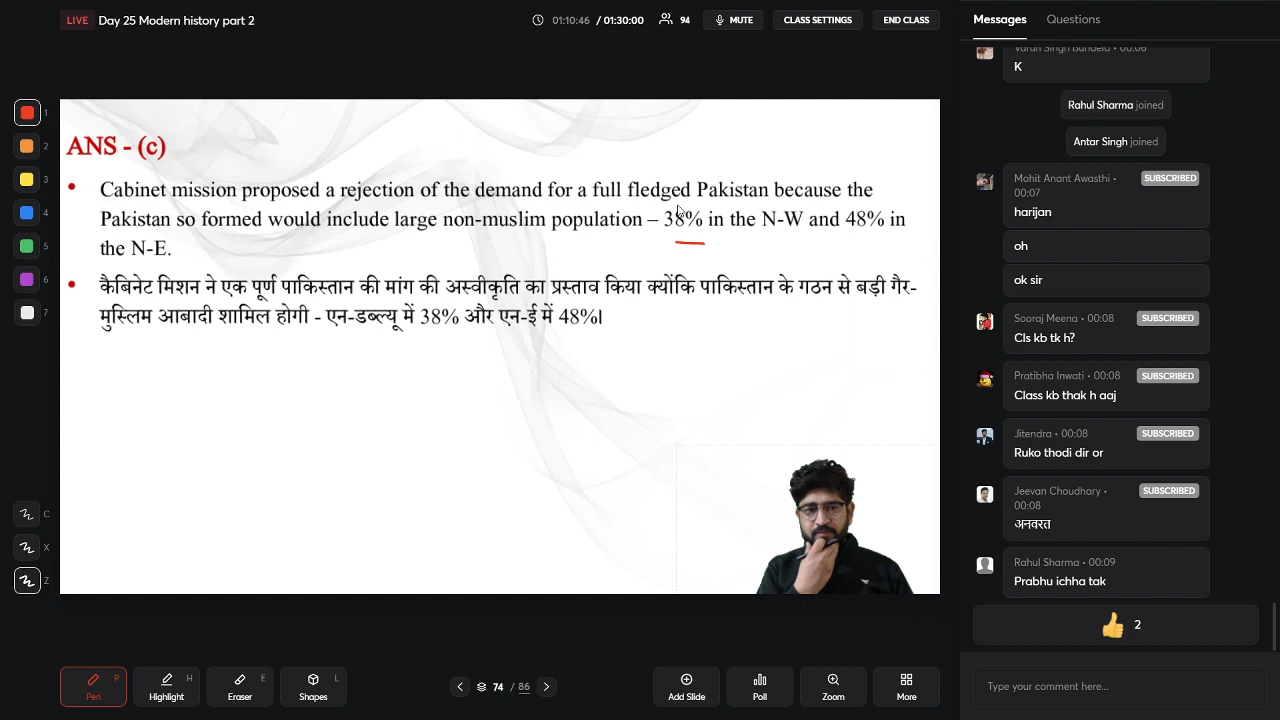 LIVE Day 25 Modern history part 2
01:10:46 / 01:30:00 94 MUTE CLASS SETTINGS END CLASS
1
2
3
4
5
6
7
C
X
Z
ANS - (c)
Cabinet mission proposed a rejection of the demand for a full fledged Pakistan because the
Pakistan so formed would include large non-muslim population – 38% in the N-W and 48% in
the N-E.
कैबिनेट मिशन ने एक पूर्ण पाकिस्तान की मांग की अस्वीकृति का प्रस्ताव किया क्योंकि पाकिस्तान के गठन से बड़ी गैर-
मुस्लिम आबादी शामिल होगी - एन-डब्ल्यू में 38% और एन-ई में 48%।
P H E L
Pen Highlight Eraser Shapes
74 / 86
Add Slide Poll Zoom More
Messages Questions
Varun Singh Bundela • 00:06
K
Rahul Sharma joined
Antar Singh joined
Mohit Anant Awasthi • SUBSCRIBED
00:07
harijan
oh
ok sir
Sooraj Meena • 00:08 SUBSCRIBED
Cls kb tk h?
Pratibha Inwati • 00:08 SUBSCRIBED
Class kb thak h aaj
Jitendra • 00:08 SUBSCRIBED
Ruko thodi dir or
Jeevan Choudhary • SUBSCRIBED
00:08
अनवरत
Rahul Sharma • 00:09
Prabhu ichha tak
2
Type your comment here...